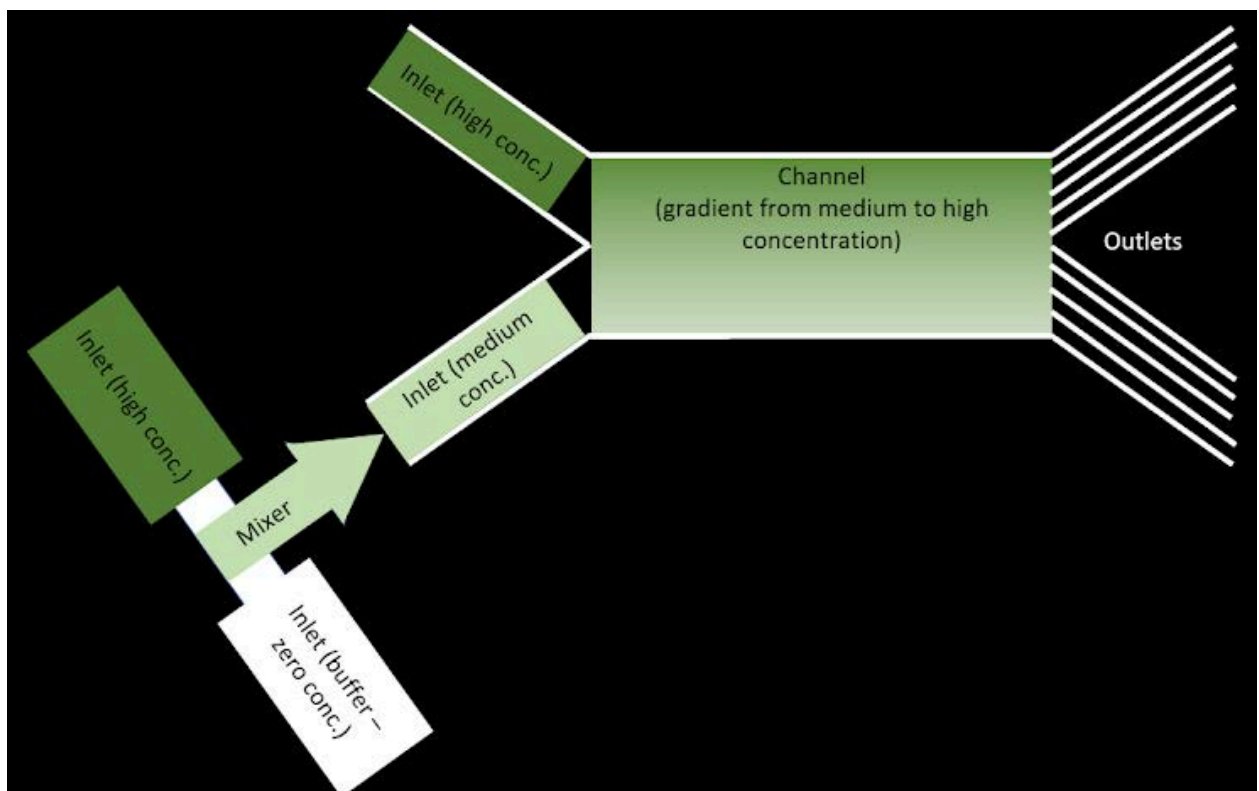 Inlet (high conc.)
Channel
(gradient from medium to high
concentration)
Outlets
Inlet (medium
conc.)
Inlet (high
conc.)
Mixer
Inlet (buffer –
zero conc.)